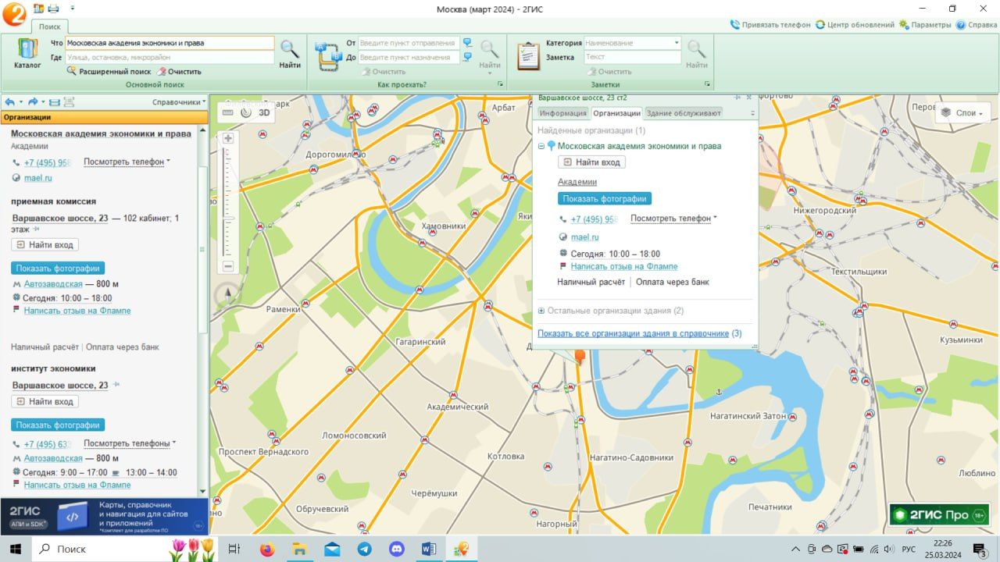 Москва (март 2024) - 2ГИС
Поиск
Привязать телефон Центр обновлений Параметры Справка
Каталог
Что Московская академия экономики и права
Где Улица, остановка, микрорайон
Расширенный поиск Очистить
Найти
Основной поиск
От Введите пункт отправления
До Введите пункт назначения
Очистить
Найти
Как проехать?
Категория Наименование
Заметка Текст
Очистить
Найти
Заметки
Справочники
Организации
Московская академия экономики и права
Академии
+7 (495) 958 Посмотреть телефон
mael.ru
приемная комиссия
Варшавское шоссе, 23 — 102 кабинет; 1
этаж
Найти вход
Показать фотографии
Автозаводская — 800 м
Сегодня: 10:00 – 18:00
Написать отзыв на Флампе
Наличный расчёт | Оплата через банк
институт экономики
Варшавское шоссе, 23
Найти вход
Показать фотографии
+7 (495) 633 Посмотреть телефоны
Автозаводская — 800 м
Сегодня: 9:00 – 17:00 13:00 – 14:00
Написать отзыв на Флампе
2ГИС
АПИ и SDK*
Карты, справочник
и навигация для сайтов
и приложений
*Комплект для разработки ПО
18+
3D
Слои
Варшавское шоссе, 23 ст2
Информация Организации Здание обслуживают
Найденные организации (1)
Московская академия экономики и права
Найти вход
Академии
Показать фотографии
+7 (495) 958 Посмотреть телефон
mael.ru
Сегодня: 10:00 – 18:00
Написать отзыв на Флампе
Наличный расчёт | Оплата через банк
Остальные организации здания (2)
Показать все организации здания в справочнике (3)
Арбат
Дорогомилово
Хамовники
Яки
Нижегородский
Текстильщики
Раменки
Гагаринский
Кузьминки
Академический
Нагатинский Затон
Ломоносовский
Проспект Вернадского
Котловка
Нагатино-Садовники
Люблино
Черёмушки
Обручевский
Печатники
Нагорный
2ГИС Про 18+
Поиск
РУС
22:26
25.03.2024
3